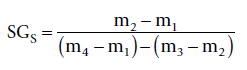 SG_S = (m_2 − m_1) / ((m_4 − m_1) − (m_3 − m_2))